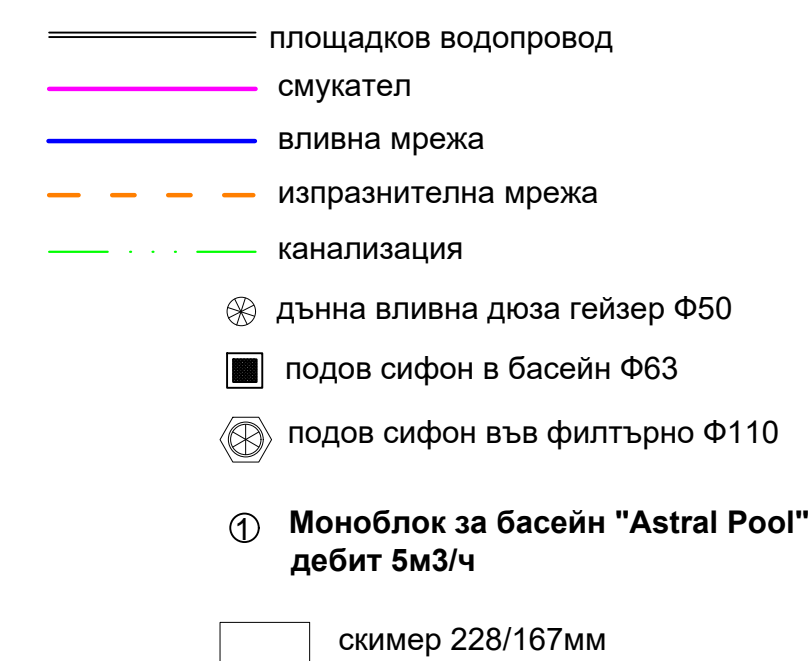 площадков водопровод
смукател
вливна мрежа
изпразнителна мрежа
канализация
дънна вливна дюза гейзер Ф50
подов сифон в басейн Ф63
подов сифон във филтърно Ф110
1 Моноблок за басейн "Astral Pool"
дебит 5м3/ч
скимер 228/167мм